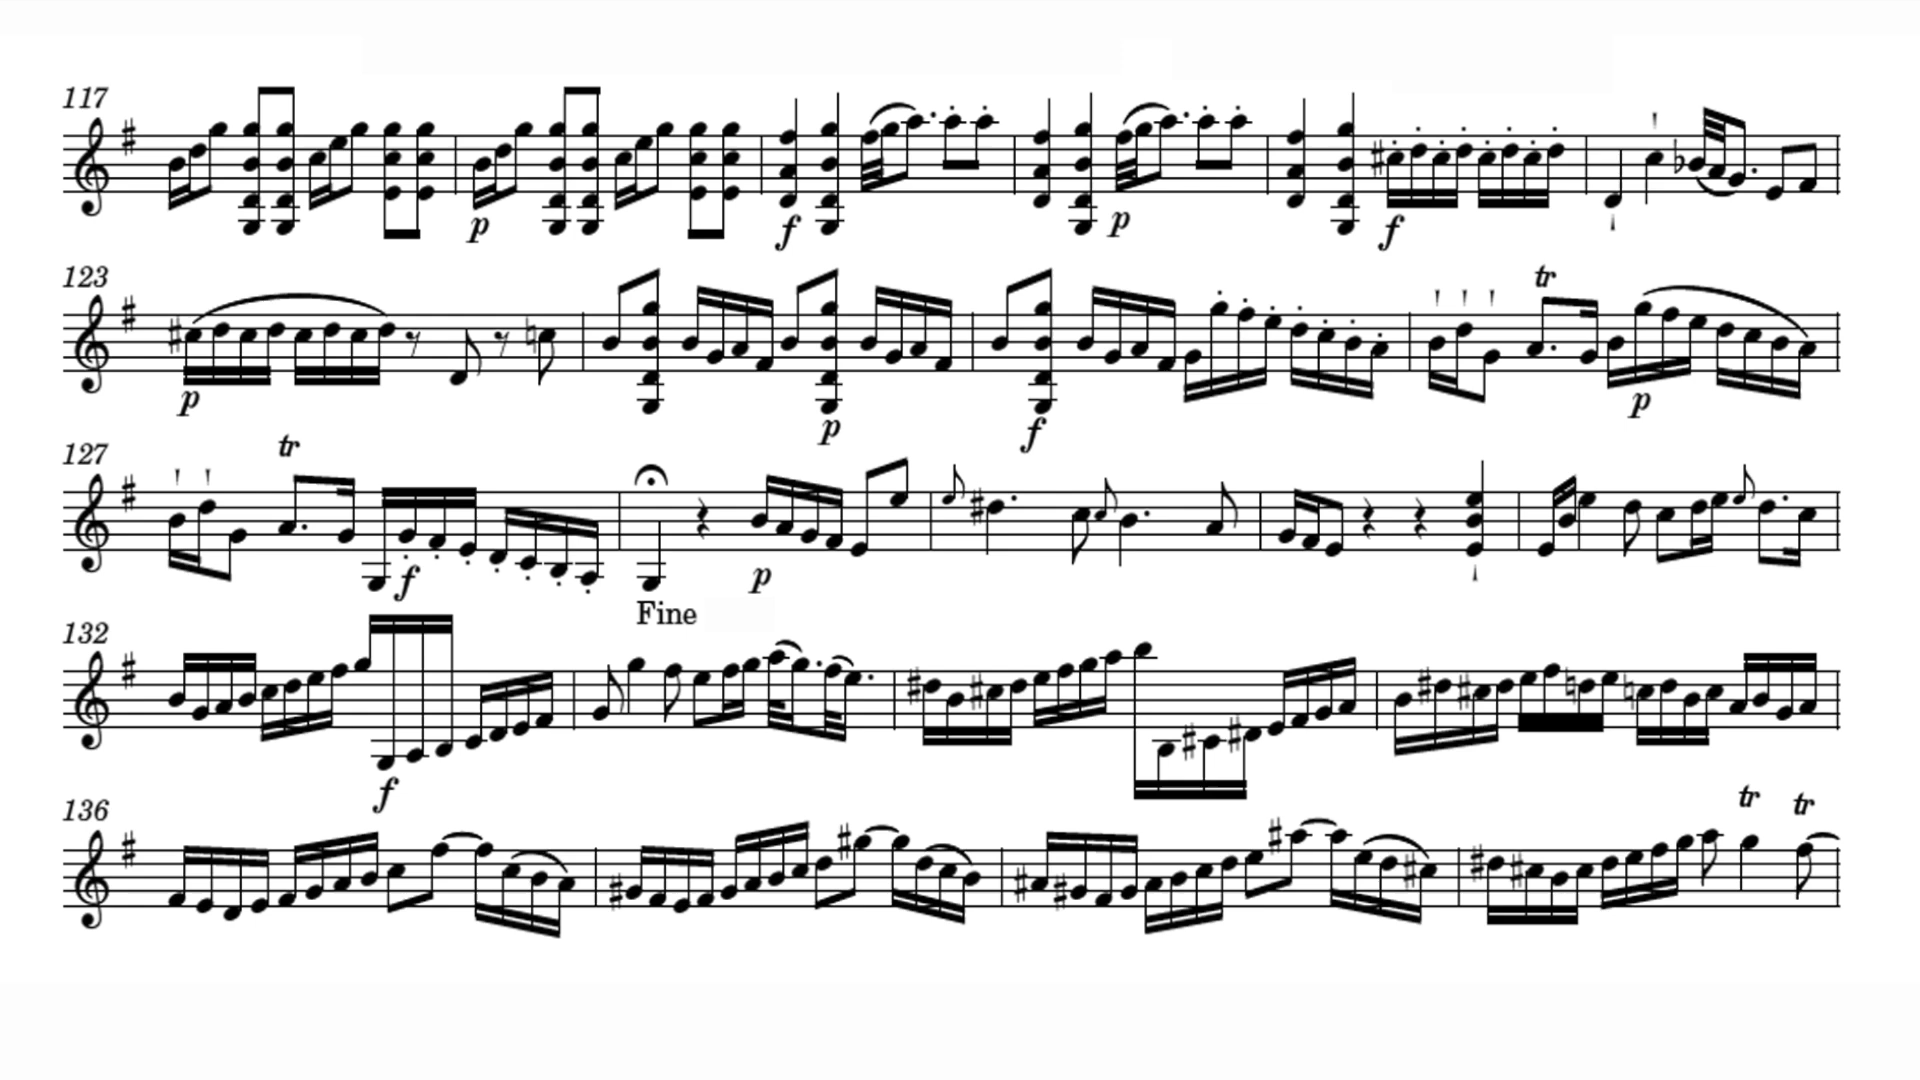 117
p f p f
123
p p f tr p
127 tr
f p
Fine
132
f
136 tr tr